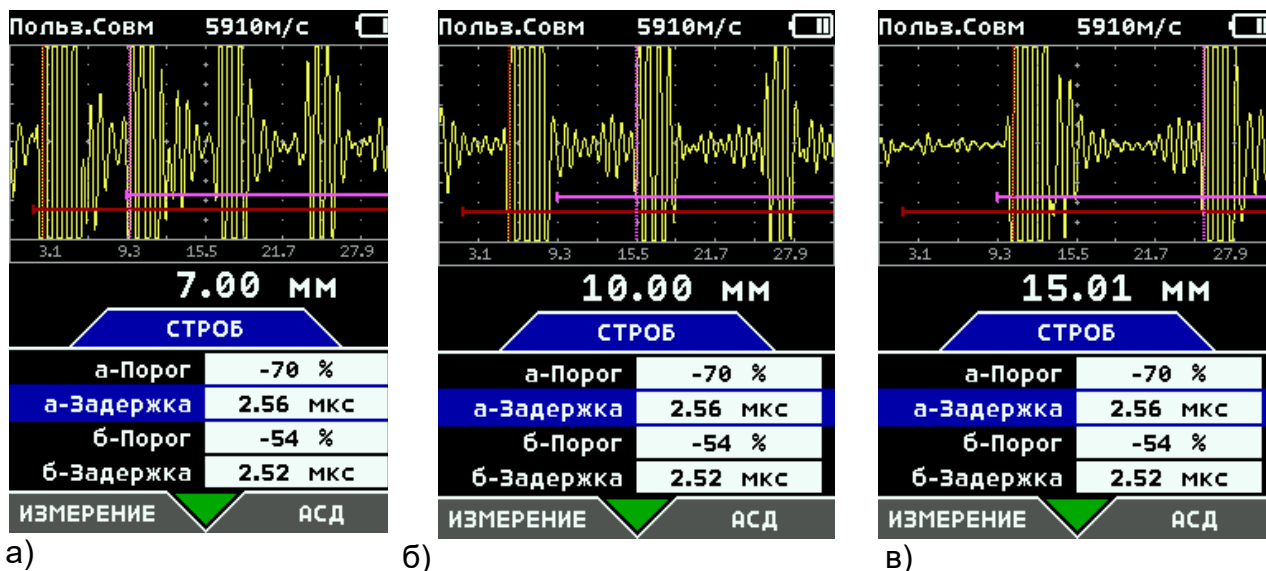 Польз.Совм 5910м/с
3.1 9.3 15.5 21.7 27.9
7.00 мм
СТРОБ
а-Порог -70 %
а-Задержка 2.56 мкс
б-Порог -54 %
б-Задержка 2.52 мкс
ИЗМЕРЕНИЕ АСД
а)
Польз.Совм 5910м/с
3.1 9.3 15.5 21.7 27.9
10.00 мм
СТРОБ
а-Порог -70 %
а-Задержка 2.56 мкс
б-Порог -54 %
б-Задержка 2.52 мкс
ИЗМЕРЕНИЕ АСД
б)
Польз.Совм 5910м/с
3.1 9.3 15.5 21.7 27.9
15.01 мм
СТРОБ
а-Порог -70 %
а-Задержка 2.56 мкс
б-Порог -54 %
б-Задержка 2.52 мкс
ИЗМЕРЕНИЕ АСД
в)